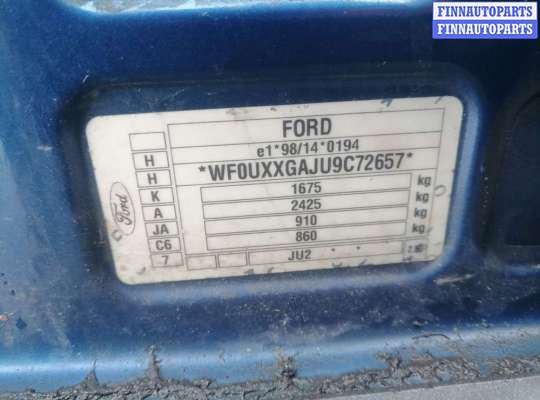 FINNAUTOPARTS
FINNAUTOPARTS
FORD
e1*98/14*0194
H *WF0UXXGAJU9C72657*
H
K 1675 kg
A 2425 kg
JA 910 kg
C6 860 kg
7 JU2
Ford